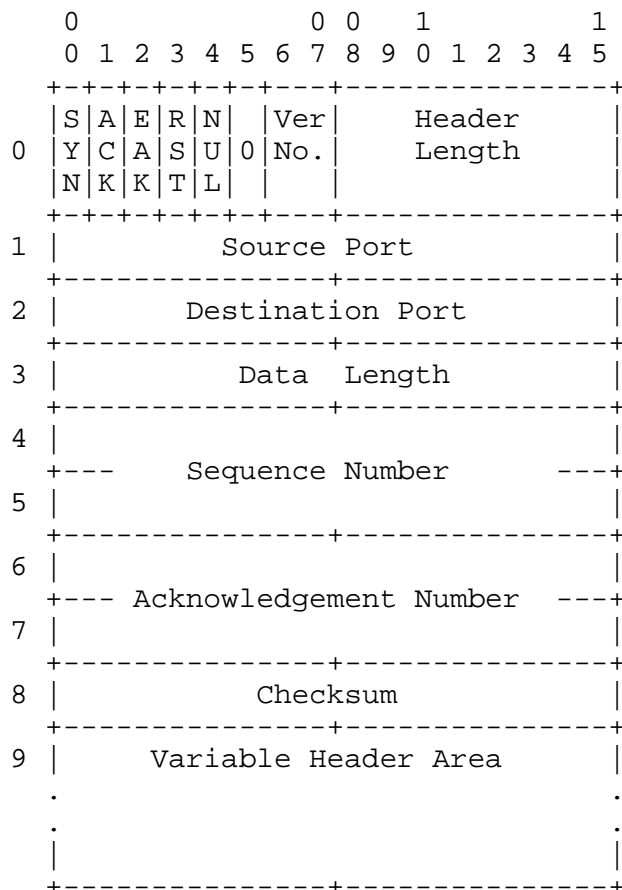 0 0 0 1 1
0 1 2 3 4 5 6 7 8 9 0 1 2 3 4 5
+-+-+-+-+-+-+---+---------------+
|S|A|E|R|N| |Ver| Header |
0 |Y|C|A|S|U|0|No.| Length |
|N|K|K|T|L| | | |
+-+-+-+-+-+-+---+---------------+
1 | Source Port |
+---------------+---------------+
2 | Destination Port |
+---------------+---------------+
3 | Data Length |
+---------------+---------------+
4 | |
+--- Sequence Number ---+
5 | |
+---------------+---------------+
6 | |
+--- Acknowledgement Number ---+
7 | |
+---------------+---------------+
8 | Checksum |
+---------------+---------------+
9 | Variable Header Area |
. .
. .
| |
+---------------+---------------+